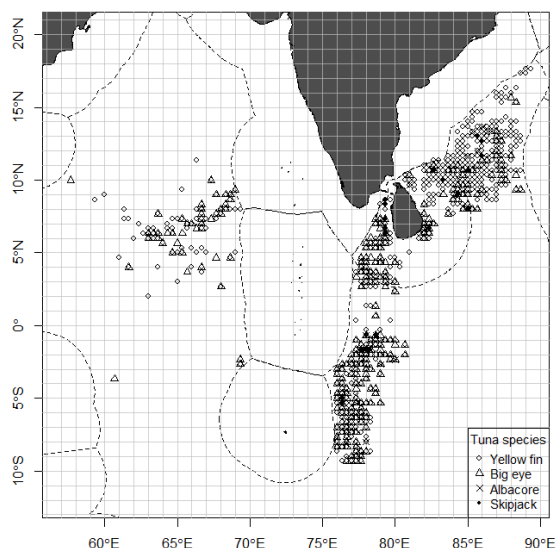 20°N
15°N
10°N
5°N
0°
5°S
10°S
60°E
65°E
70°E
75°E
80°E
85°E
90°E
Tuna species
Yellow fin
Big eye
Albacore
Skipjack